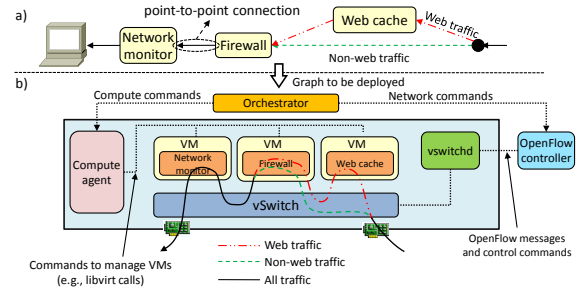 a)
point-to-point connection
Network
monitor
Firewall
Web cache
Web traffic
Non-web traffic
Graph to be deployed
b)
Compute commands
Orchestrator
Network commands
Compute
agent
VM
Network
monitor
VM
Firewall
VM
Web cache
vswitchd
OpenFlow
controller
vSwitch
Commands to manage VMs
(e.g., libvirt calls)
Web traffic
Non-web traffic
All traffic
OpenFlow messages
and control commands